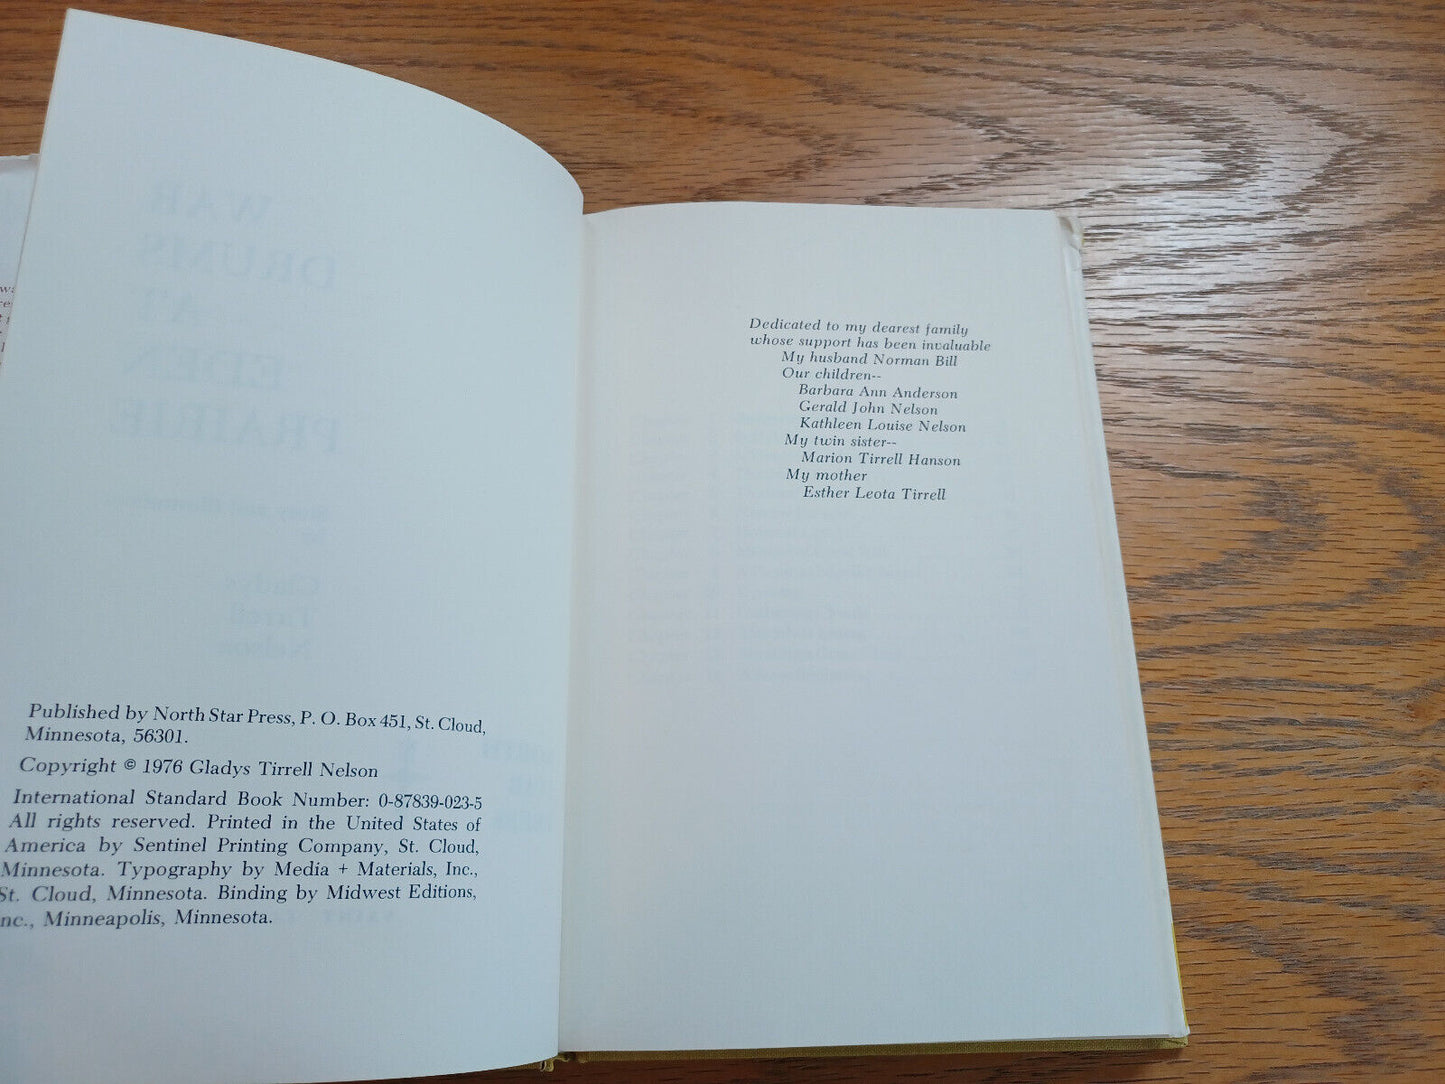 Published by North Star Press, P. O. Box 451, St. Cloud,
Minnesota, 56301.
Copyright © 1976 Gladys Tirrell Nelson
International Standard Book Number: 0-87839-023-5
All rights reserved. Printed in the United States of
America by Sentinel Printing Company, St. Cloud,
Minnesota. Typography by Media + Materials, Inc.,
St. Cloud, Minnesota. Binding by Midwest Editions,
nc., Minneapolis, Minnesota.
Dedicated to my dearest family
whose support has been invaluable
My husband Norman Bill
Our children--
Barbara Ann Anderson
Gerald John Nelson
Kathleen Louise Nelson
My twin sister--
Marion Tirrell Hanson
My mother
Esther Leota Tirrell